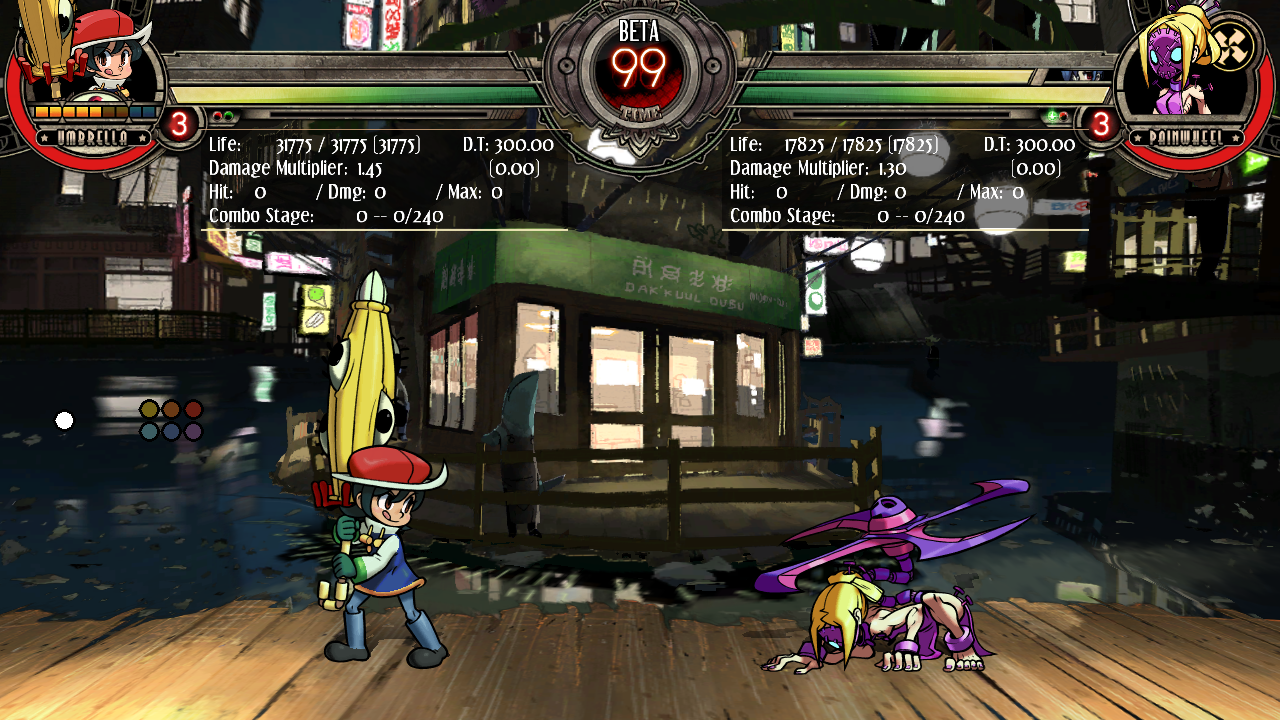 BETA
99
TIME
UMBRELLA
3
3
PAINWHEEL
Life: 31775 / 31775 (31775) D.T: 300.00
Damage Multiplier: 1.45 (0.00)
Hit: 0 / Dmg: 0 / Max: 0
Combo Stage: 0 -- 0/240
Life: 17825 / 17825 (17825) D.T: 300.00
Damage Multiplier: 1.30 (0.00)
Hit: 0 / Dmg: 0 / Max: 0
Combo Stage: 0 -- 0/240
DAK'KUUL OUSU